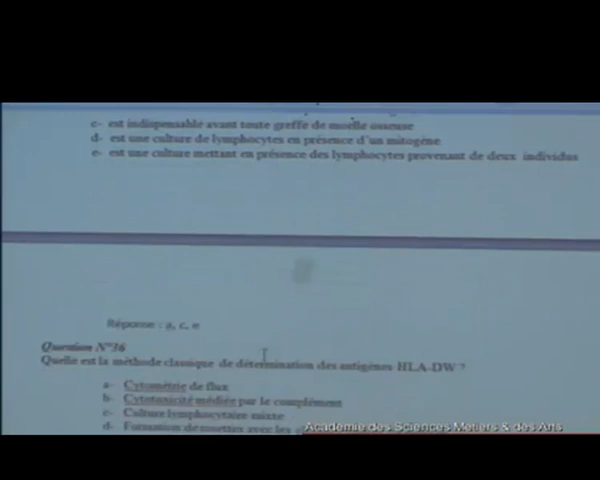 c- est indispensable avant toute greffe de moelle osseuse
d- est une culture de lymphocytes en présence d'un mitogène
e- est une culture mettant en présence des lymphocytes provenant de deux individus
Réponse : a, c, e
Question N°36
Quelle est la méthode classique de détermination des antigènes HLA-DW ?
a- Cytométrie de flux
b- Cytotoxicité médiée par le complément
c- Culture lymphocytaire mixte
d- Formation de rosettes avec les
Academie des Sciences Metiers & des Arts